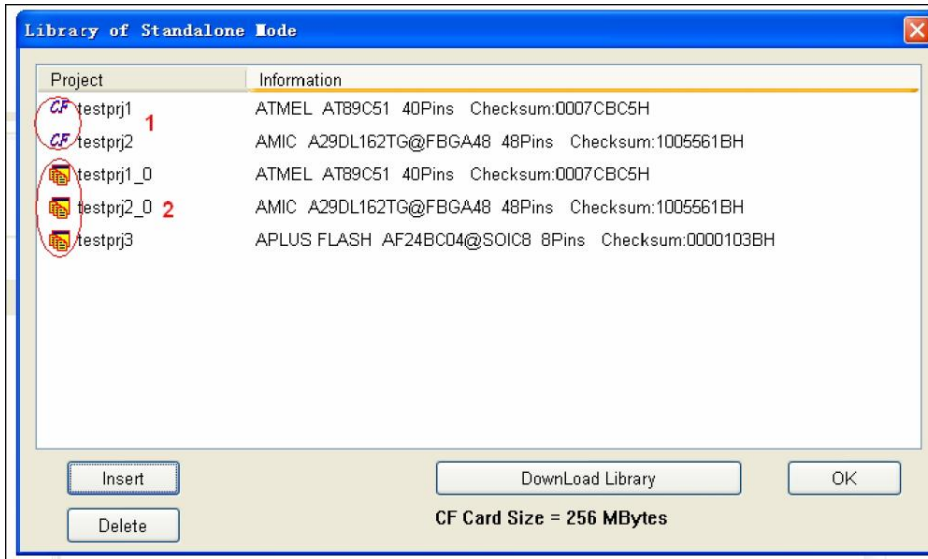 Library of Standalone Mode
Project Information
CF testprj1 ATMEL AT89C51 40Pins Checksum:0007CBC5H
1
CF testprj2 AMIC A29DL162TG@FBGA48 48Pins Checksum:1005561BH
testprj1_0 ATMEL AT89C51 40Pins Checksum:0007CBC5H
testprj2_0 2 AMIC A29DL162TG@FBGA48 48Pins Checksum:1005561BH
testprj3 APLUS FLASH AF24BC04@SOIC8 8Pins Checksum:0000103BH
Insert DownLoad Library OK
Delete CF Card Size = 256 MBytes